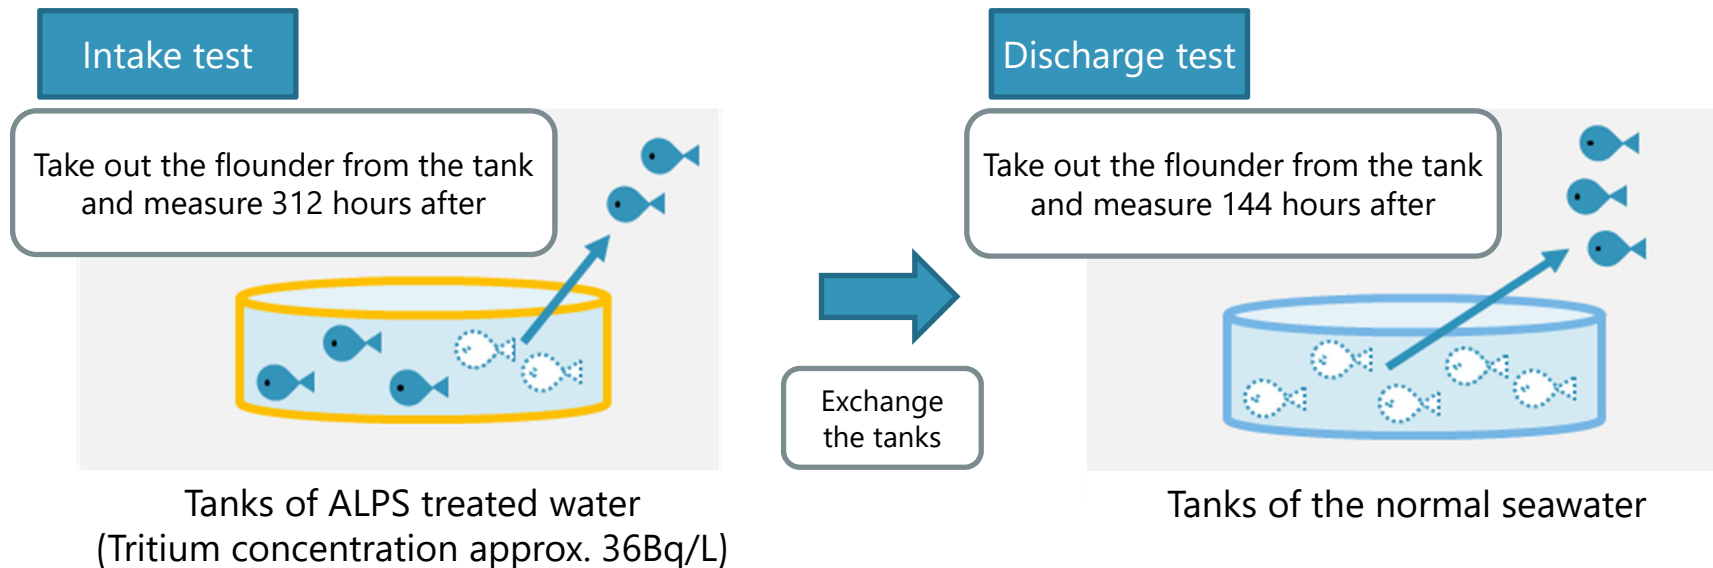 Intake test
Take out the flounder from the tank
and measure 312 hours after
Tanks of ALPS treated water
(Tritium concentration approx. 36Bq/L)
Exchange
the tanks
Discharge test
Take out the flounder from the tank
and measure 144 hours after
Tanks of the normal seawater